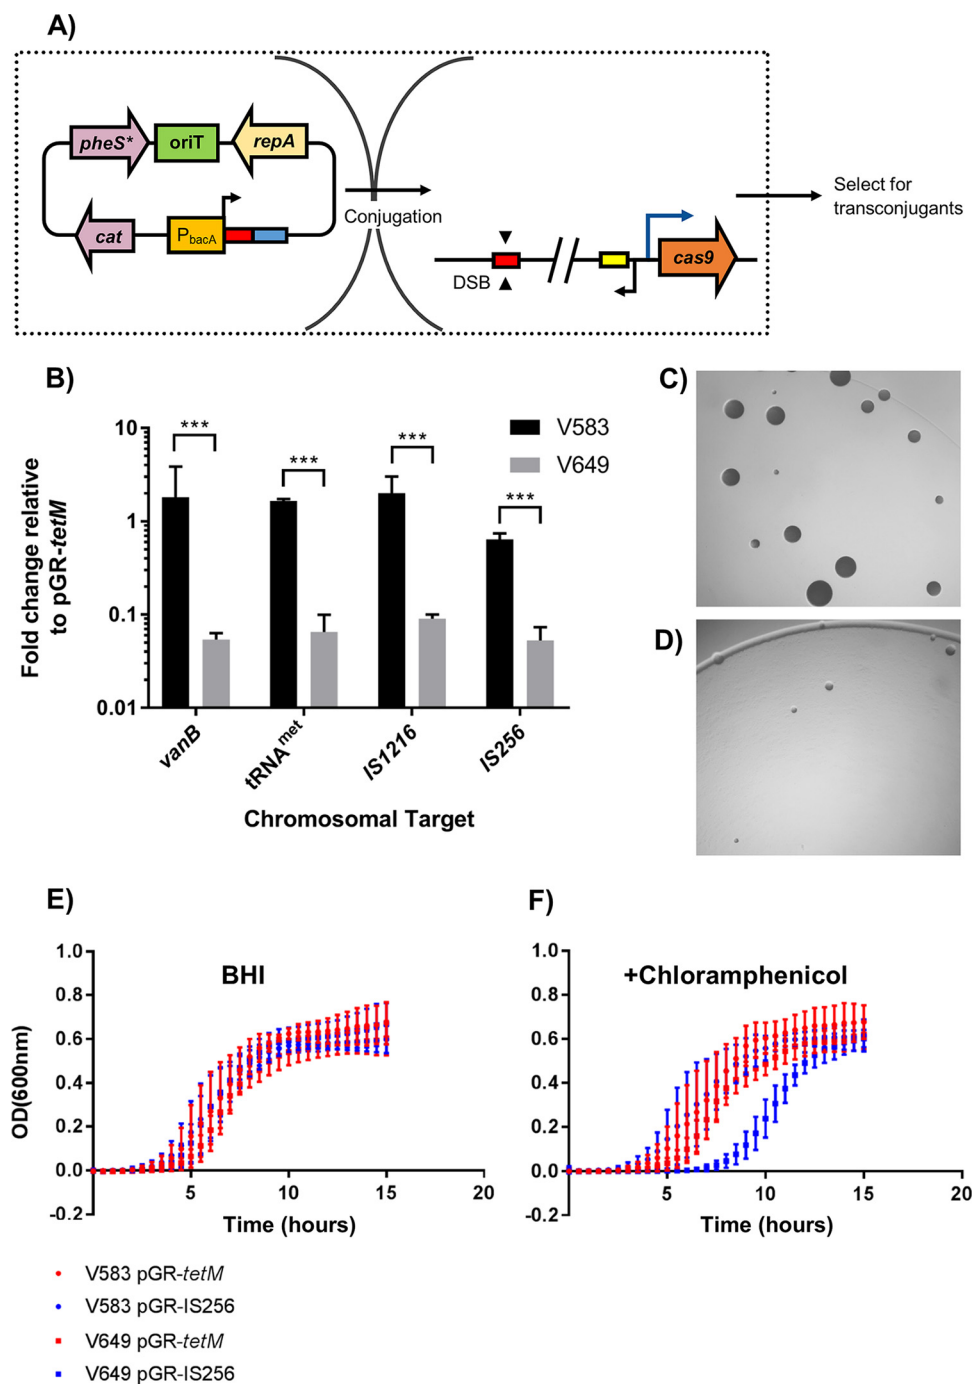 A)
pheS*
oriT
repA
cat
PbacA
Conjugation
DSB
cas9
Select for
transconjugants
B)
Fold change relative
to pGR-tetM
10
1
0.1
0.01
***
***
***
***
V583
V649
vanB
tRNAmet
IS1216
IS256
Chromosomal Target
C)
D)
E)
BHI
OD(600nm)
1.0
0.8
0.6
0.4
0.2
0.0
-0.2
5
10
15
20
Time (hours)
F)
+Chloramphenicol
1.0
0.8
0.6
0.4
0.2
0.0
-0.2
5
10
15
20
Time (hours)
V583 pGR-tetM
V583 pGR-IS256
V649 pGR-tetM
V649 pGR-IS256